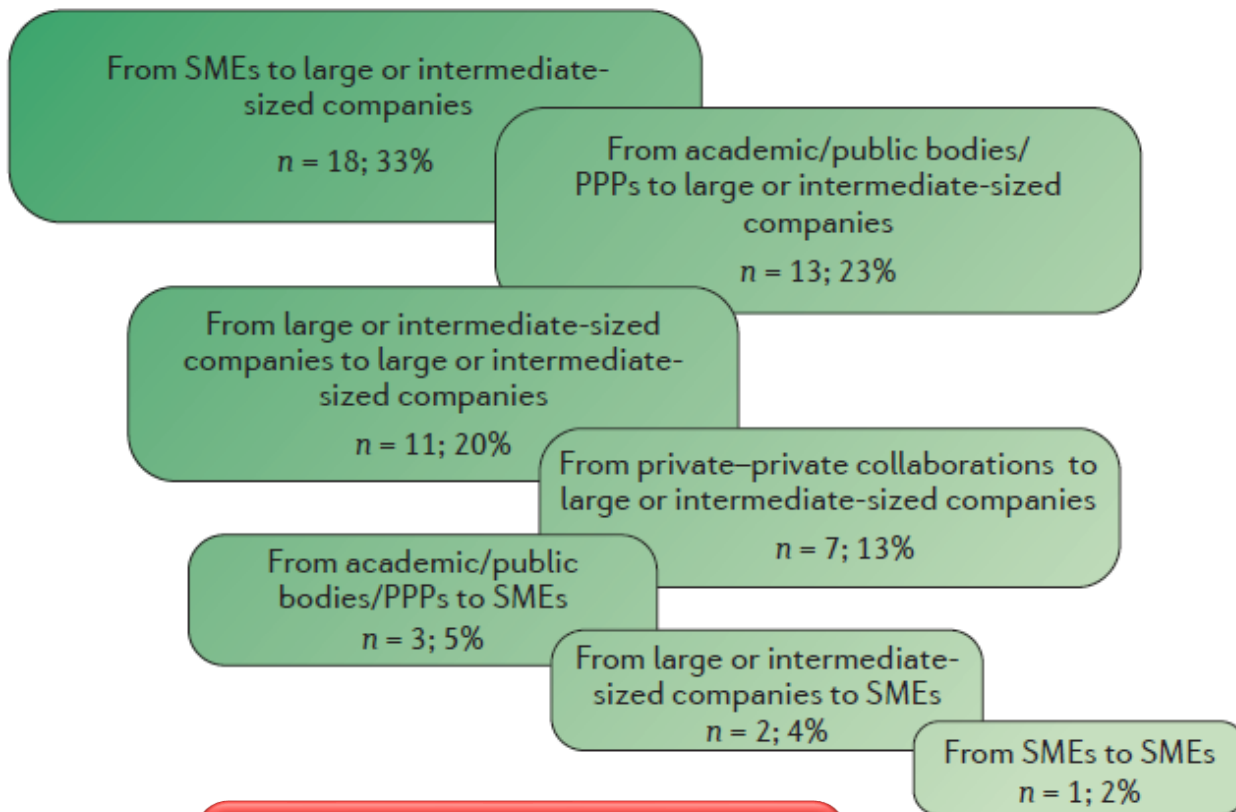 From SMEs to large or intermediate-
sized companies
n = 18; 33%
From academic/public bodies/
PPPs to large or intermediate-sized
companies
n = 13; 23%
From large or intermediate-sized
companies to large or intermediate-
sized companies
n = 11; 20%
From private–private collaborations to
large or intermediate-sized companies
n = 7; 13%
From academic/public
bodies/PPPs to SMEs
n = 3; 5%
From large or intermediate-
sized companies to SMEs
n = 2; 4%
From SMEs to SMEs
n = 1; 2%